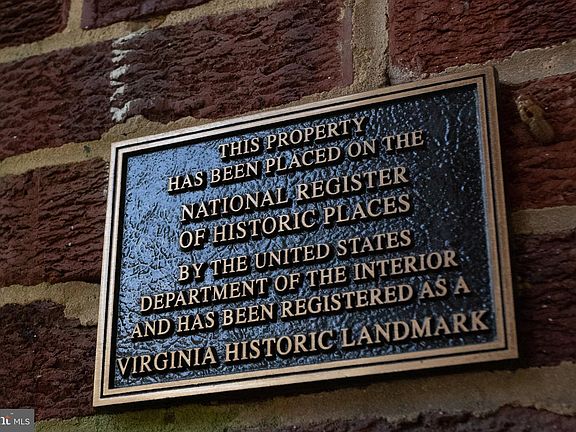 THIS PROPERTY
HAS BEEN PLACED ON THE
NATIONAL REGISTER
OF HISTORIC PLACES
BY THE UNITED STATES
DEPARTMENT OF THE INTERIOR
AND HAS BEEN REGISTERED AS A
VIRGINIA HISTORIC LANDMARK
MLS